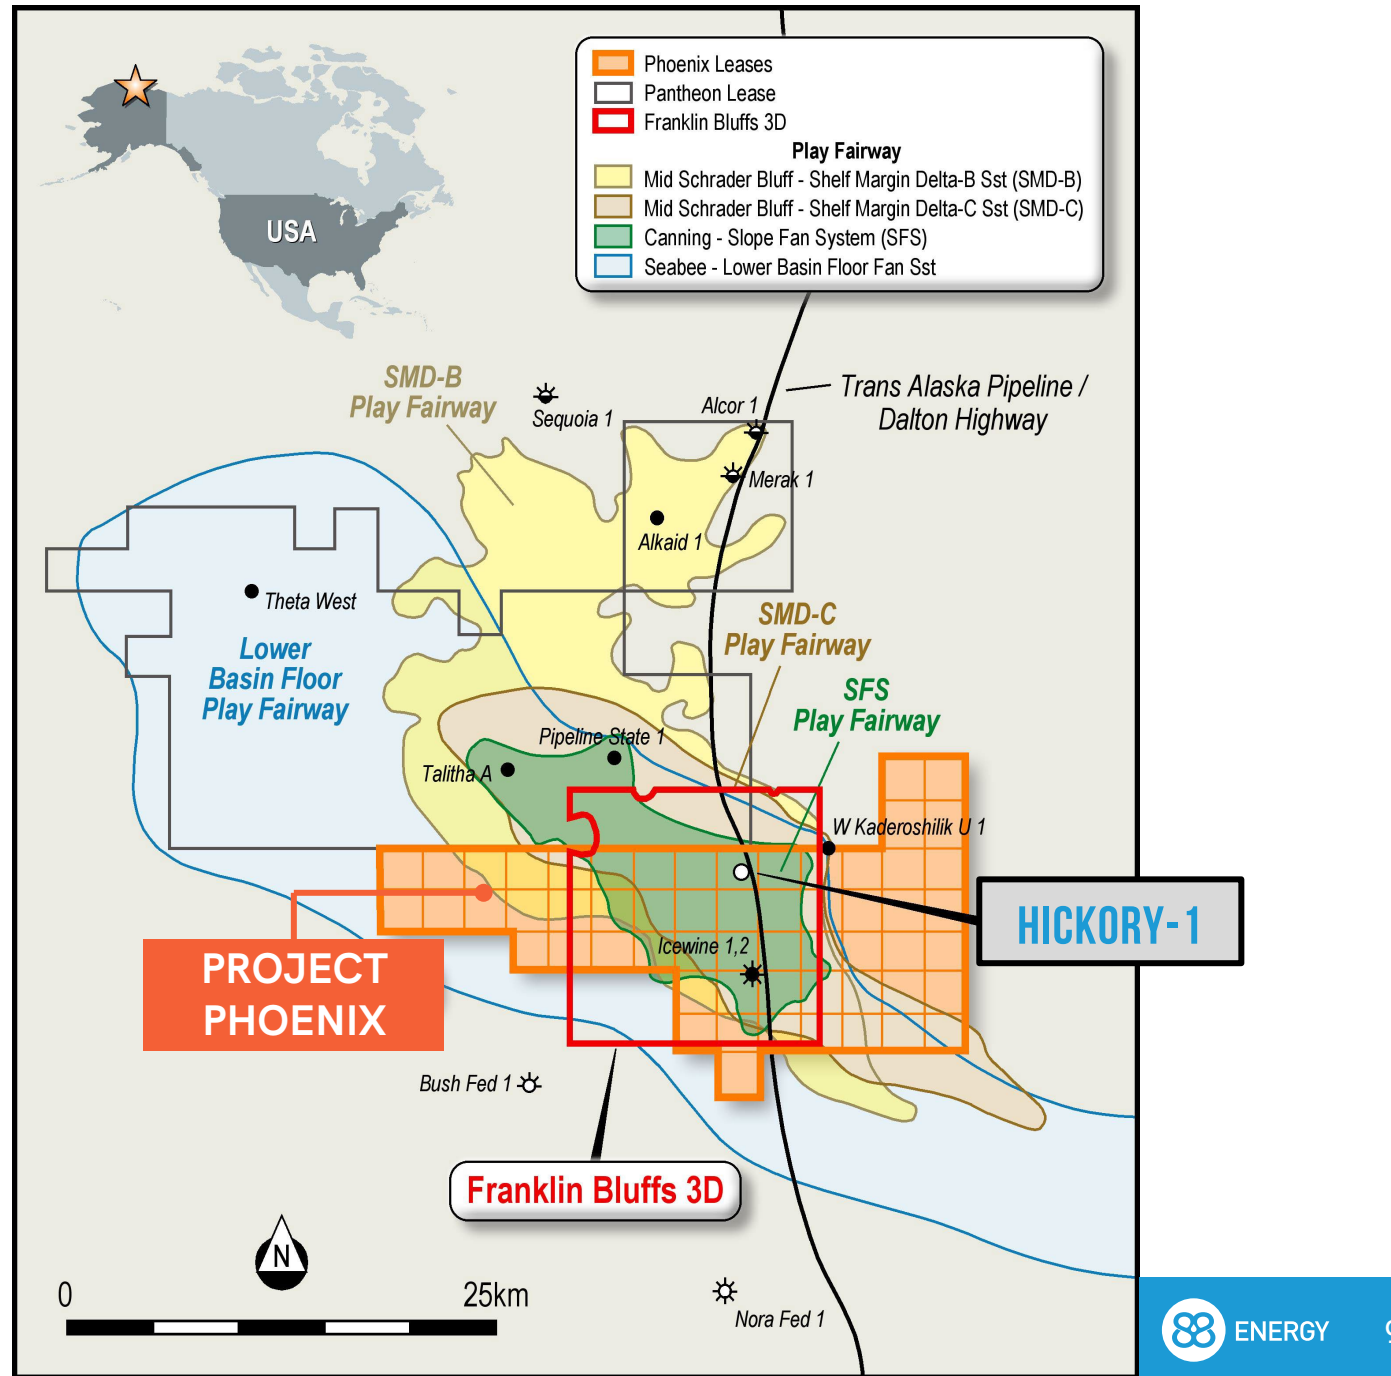 Phoenix Leases
Pantheon Lease
Franklin Bluffs 3D
Play Fairway
Mid Schrader Bluff - Shelf Margin Delta-B Sst (SMD-B)
Mid Schrader Bluff - Shelf Margin Delta-C Sst (SMD-C)
Canning - Slope Fan System (SFS)
Seabee - Lower Basin Floor Fan Sst
USA
SMD-B
Play Fairway
Sequoia 1
Alcor 1
Trans Alaska Pipeline /
Dalton Highway
Merak 1
Alkaid 1
Theta West
Lower
Basin Floor
Play Fairway
SMD-C
Play Fairway
SFS
Play Fairway
Pipeline State 1
Talitha A
W Kaderoshilik U 1
HICKORY-1
Icewine 1,2
PROJECT
PHOENIX
Bush Fed 1
Franklin Bluffs 3D
N
0
25km
Nora Fed 1
88 ENERGY